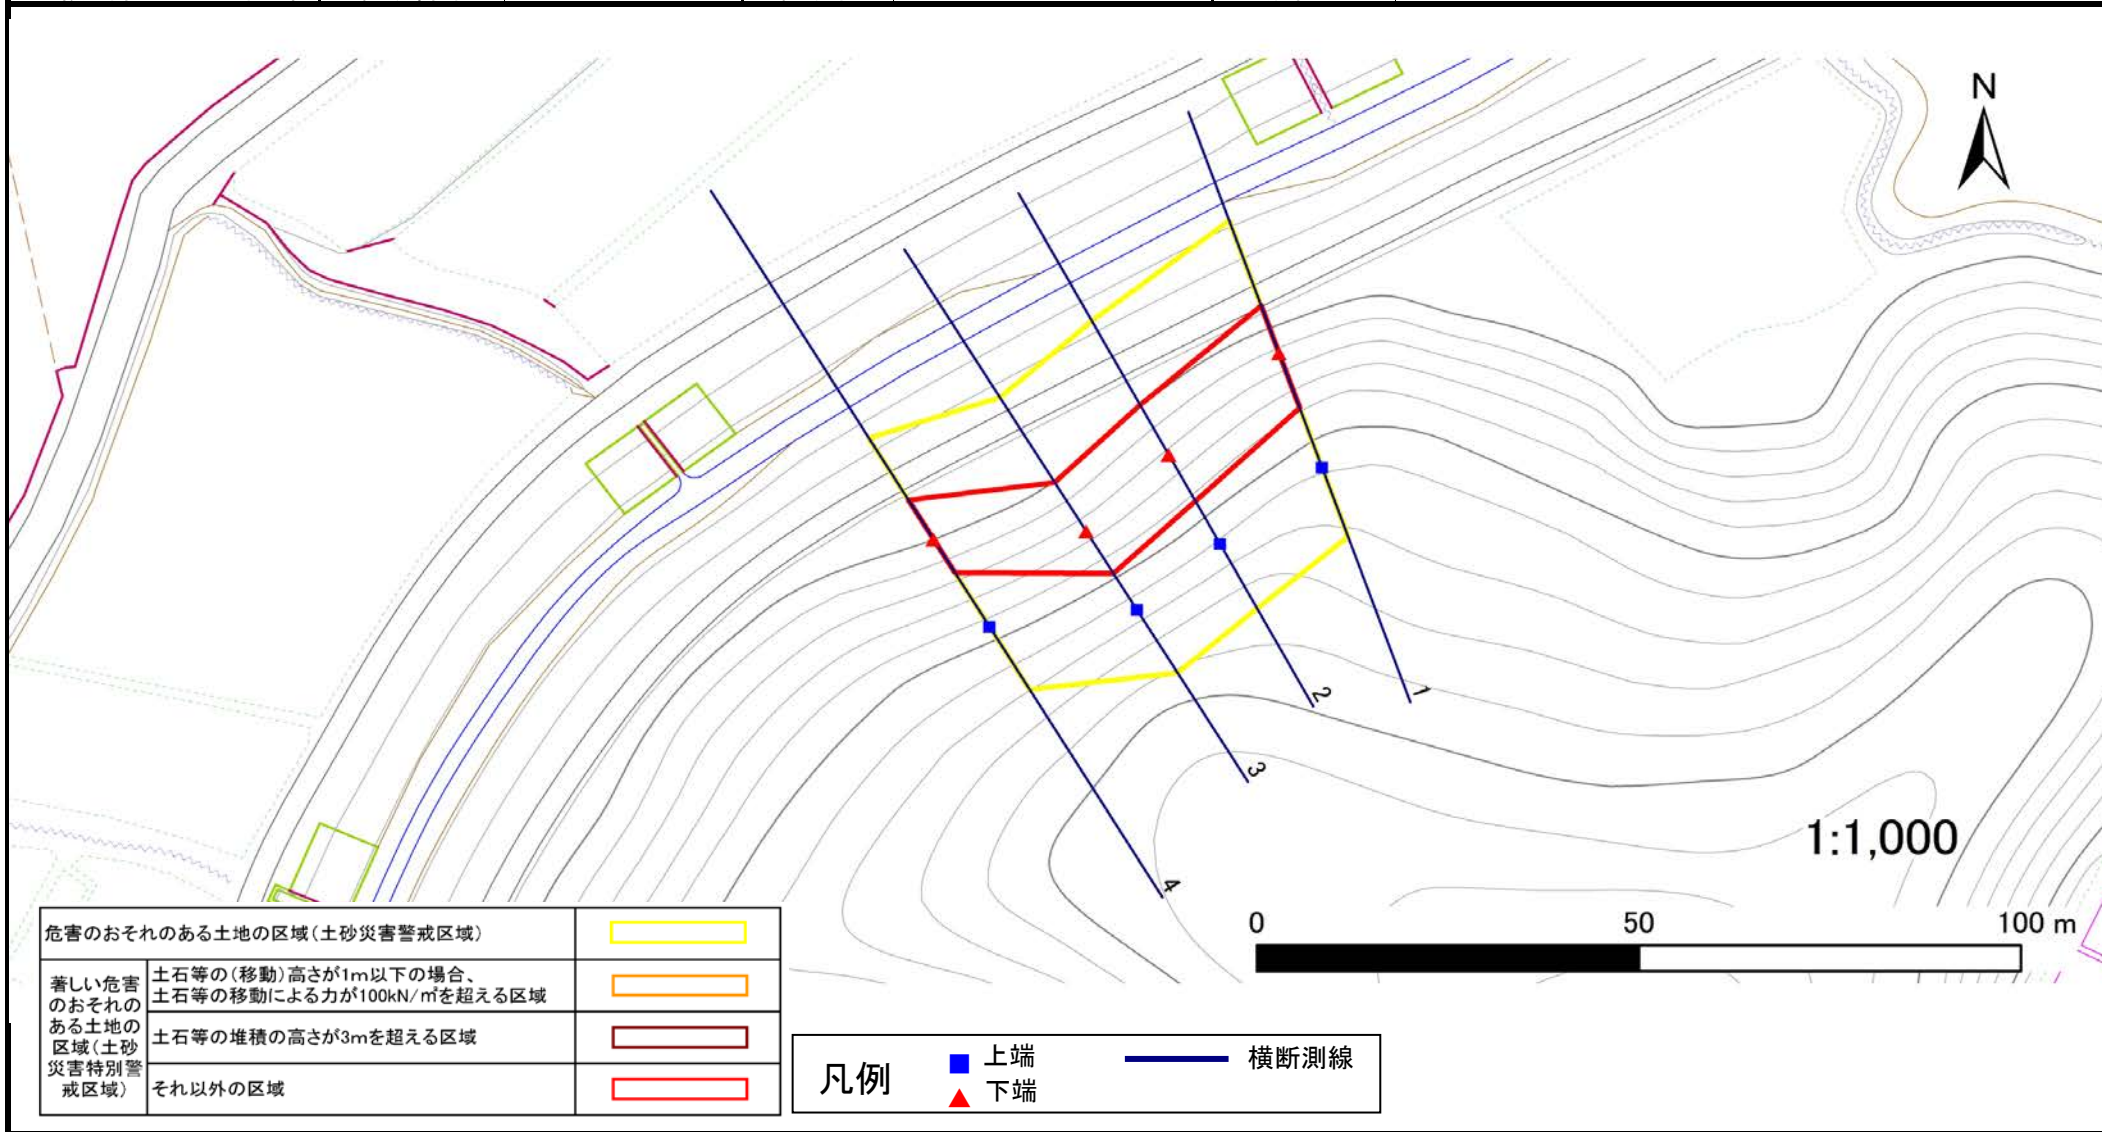 N
1
2
3
4
1:1,000
0 50 100 m
危害のおそれのある土地の区域(土砂災害警戒区域)
著しい危害
のおそれの
ある土地の
区域(土砂
災害特別警
戒区域)
土石等の(移動)高さが1m以下の場合、
土石等の移動による力が100kN/㎡を超える区域
土石等の堆積の高さが3mを超える区域
それ以外の区域
凡例
上端
下端
横断測線